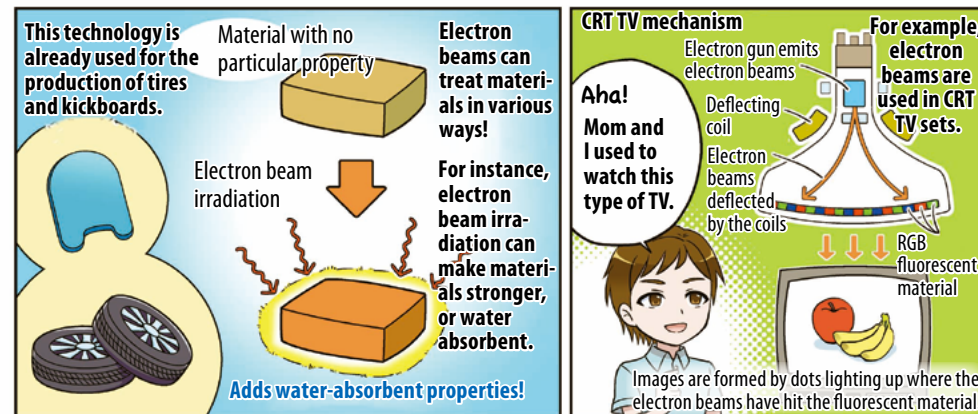 This technology is
already used for the
production of tires
and kickboards.
Material with no
particular property
Electron
beams can
treat materi-
als in various
ways!
Electron beam
irradiation
For instance,
electron
beam irra-
diation can
make materi-
als stronger,
or water
absorbent.
Adds water-absorbent properties!
CRT TV mechanism
For example,
electron
beams are
used in CRT
TV sets.
Electron gun emits
electron beams
Aha!
Mom and
I used to
watch this
type of TV.
Deflecting
coil
Electron
beams
deflected
by the coils
RGB
fluorescent
material
Images are formed by dots lighting up where the
electron beams have hit the fluorescent material